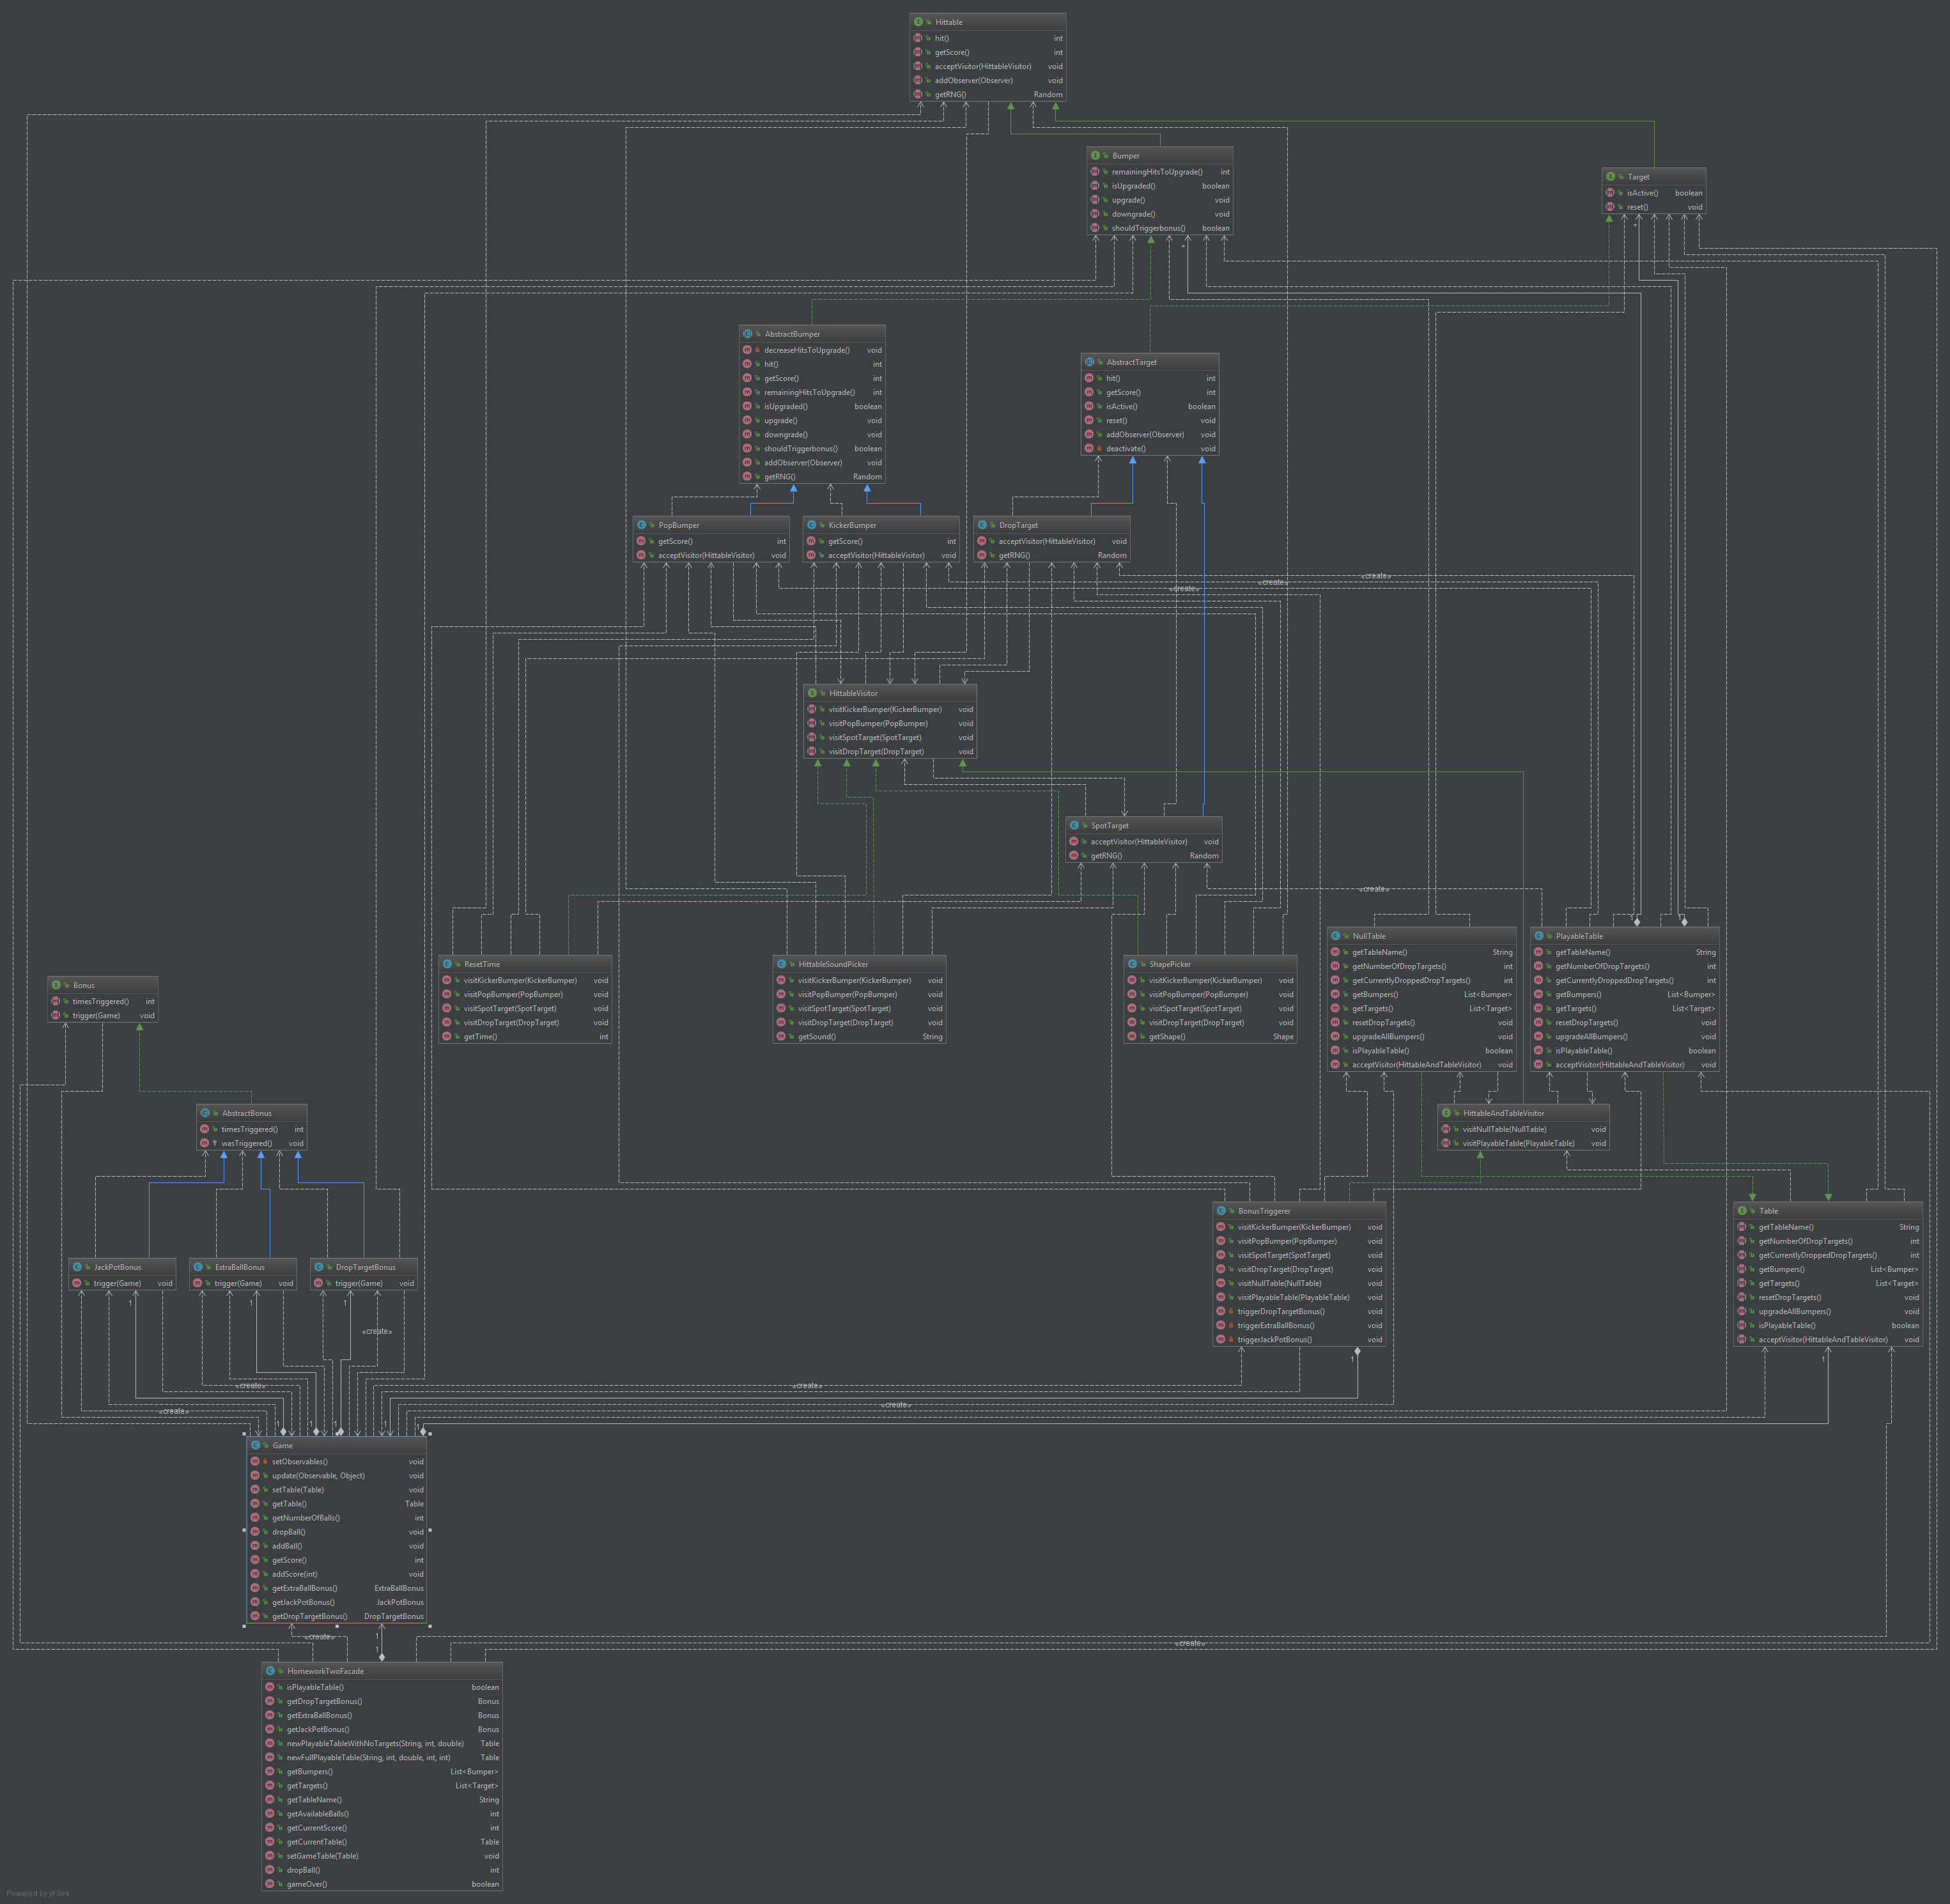 Hittable
hit() int
getScore() int
acceptVisitor(HittableVisitor) void
addObserver(Observer) void
getRNG() Random
Bumper
remainingHitsToUpgrade() int
isUpgraded() boolean
upgrade() void
downgrade() void
shouldTriggerbonus() boolean
Target
isActive() boolean
reset() void
*
*
AbstractBumper
decreaseHitsToUpgrade() void
hit() int
getScore() int
remainingHitsToUpgrade() int
isUpgraded() boolean
upgrade() void
downgrade() void
shouldTriggerbonus() boolean
addObserver(Observer) void
getRNG() Random
AbstractTarget
hit() int
getScore() int
isActive() boolean
reset() void
addObserver(Observer) void
deactivate() void
PopBumper
getScore() int
acceptVisitor(HittableVisitor) void
KickerBumper
getScore() int
acceptVisitor(HittableVisitor) void
DropTarget
acceptVisitor(HittableVisitor) void
getRNG() Random
«create»
«create»
«create»
HittableVisitor
visitKickerBumper(KickerBumper) void
visitPopBumper(PopBumper) void
visitSpotTarget(SpotTarget) void
visitDropTarget(DropTarget) void
SpotTarget
acceptVisitor(HittableVisitor) void
getRNG() Random
«create»
1
1
ResetTime
visitKickerBumper(KickerBumper) void
visitPopBumper(PopBumper) void
visitSpotTarget(SpotTarget) void
visitDropTarget(DropTarget) void
getTime() int
HittableSoundPicker
visitKickerBumper(KickerBumper) void
visitPopBumper(PopBumper) void
visitSpotTarget(SpotTarget) void
visitDropTarget(DropTarget) void
getSound() String
ShapePicker
visitKickerBumper(KickerBumper) void
visitPopBumper(PopBumper) void
visitSpotTarget(SpotTarget) void
visitDropTarget(DropTarget) void
getShape() Shape
NullTable
getTableName() String
getNumberOfDropTargets() int
getCurrentlyDroppedDropTargets() int
getBumpers() List<Bumper>
getTargets() List<Target>
resetDropTargets() void
upgradeAllBumpers() void
isPlayableTable() boolean
acceptVisitor(HittableAndTableVisitor) void
PlayableTable
getTableName() String
getNumberOfDropTargets() int
getCurrentlyDroppedDropTargets() int
getBumpers() List<Bumper>
getTargets() List<Target>
resetDropTargets() void
upgradeAllBumpers() void
isPlayableTable() boolean
acceptVisitor(HittableAndTableVisitor) void
Bonus
timesTriggered() int
trigger(Game) void
AbstractBonus
timesTriggered() int
wasTriggered() void
HittableAndTableVisitor
visitNullTable(NullTable) void
visitPlayableTable(PlayableTable) void
JackPotBonus
trigger(Game) void
ExtraBallBonus
trigger(Game) void
DropTargetBonus
trigger(Game) void
BonusTriggerer
visitKickerBumper(KickerBumper) void
visitPopBumper(PopBumper) void
visitSpotTarget(SpotTarget) void
visitDropTarget(DropTarget) void
visitNullTable(NullTable) void
visitPlayableTable(PlayableTable) void
triggerDropTargetBonus() void
triggerExtraBallBonus() void
triggerJackPotBonus() void
Table
getTableName() String
getNumberOfDropTargets() int
getCurrentlyDroppedDropTargets() int
getBumpers() List<Bumper>
getTargets() List<Target>
resetDropTargets() void
upgradeAllBumpers() void
isPlayableTable() boolean
acceptVisitor(HittableAndTableVisitor) void
1
1
1
«create»
1
1
«create»
«create»
«create»
«create»
1
1
1
1
1
Game
setObservables() void
update(Observable, Object) void
setTable(Table) void
getTable() Table
getNumberOfBalls() int
dropBall() void
addBall() void
getScore() int
addScore(int) void
getExtraBallBonus() ExtraBallBonus
getJackPotBonus() JackPotBonus
getDropTargetBonus() DropTargetBonus
«create»
1
1
«create»
HomeworkTwoFacade
isPlayableTable() boolean
getDropTargetBonus() Bonus
getExtraBallBonus() Bonus
getJackPotBonus() Bonus
newPlayableTableWithNoTargets(String, int, double) Table
newFullPlayableTable(String, int, double, int, int) Table
getBumpers() List<Bumper>
getTargets() List<Target>
getTableName() String
getAvailableBalls() int
getCurrentScore() int
getCurrentTable() Table
setGameTable(Table) void
dropBall() int
gameOver() boolean
Powered by yFiles